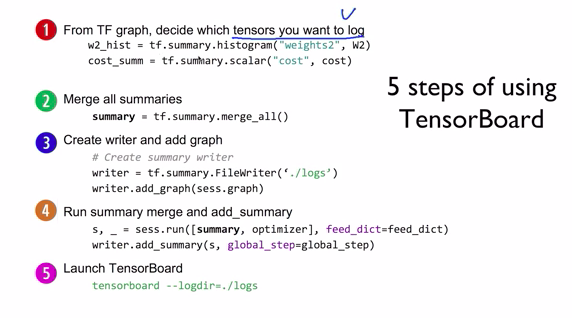 1 From TF graph, decide which tensors you want to log
w2_hist = tf.summary.histogram("weights2", W2)
cost_summ = tf.summary.scalar("cost", cost)
2 Merge all summaries
summary = tf.summary.merge_all()
3 Create writer and add graph
# Create summary writer
writer = tf.summary.FileWriter(‘./logs’)
writer.add_graph(sess.graph)
4 Run summary merge and add_summary
s, _ = sess.run([summary, optimizer], feed_dict=feed_dict)
writer.add_summary(s, global_step=global_step)
5 Launch TensorBoard
tensorboard --logdir=./logs
5 steps of using
TensorBoard